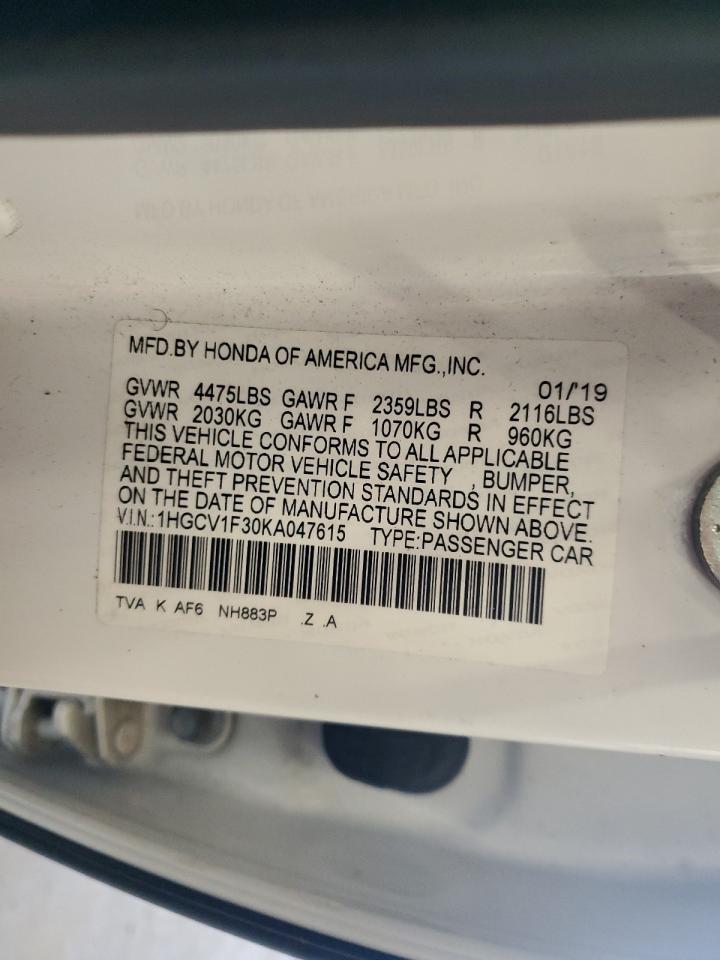 MFD.BY HONDA OF AMERICA MFG.,INC.
01/'19
GVWR 4475LBS GAWR F 2359LBS R 2116LBS
GVWR 2030KG GAWR F 1070KG R 960KG
THIS VEHICLE CONFORMS TO ALL APPLICABLE
FEDERAL MOTOR VEHICLE SAFETY , BUMPER,
AND THEFT PREVENTION STANDARDS IN EFFECT
ON THE DATE OF MANUFACTURE SHOWN ABOVE.
V.I.N.:1HGCV1F30KA047615 TYPE:PASSENGER CAR
TVA K AF6 NH883P .Z .A